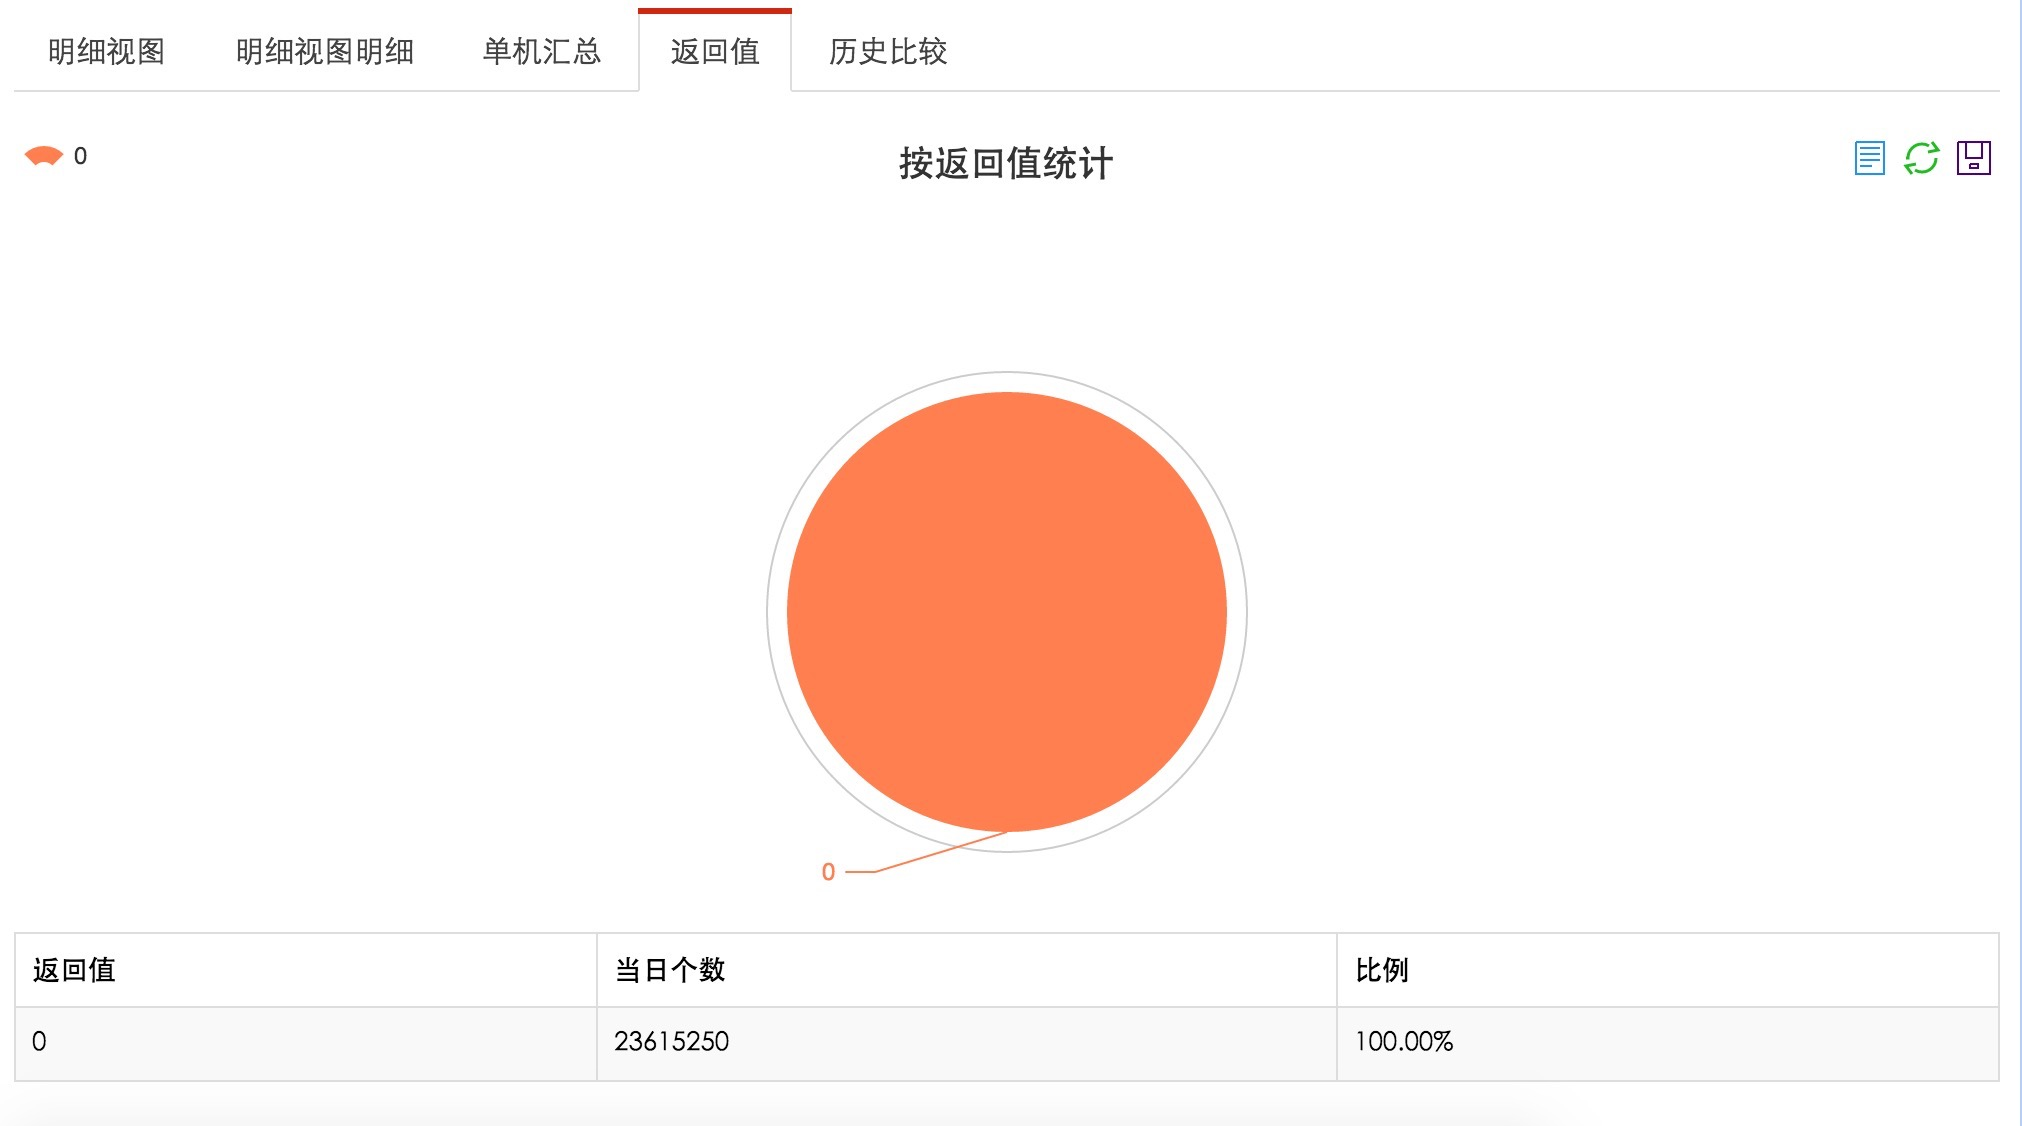 明细视图 明细视图明细 单机汇总 返回值 历史比较
0
按返回值统计
0
返回值 当日个数 比例
0 23615250 100.00%